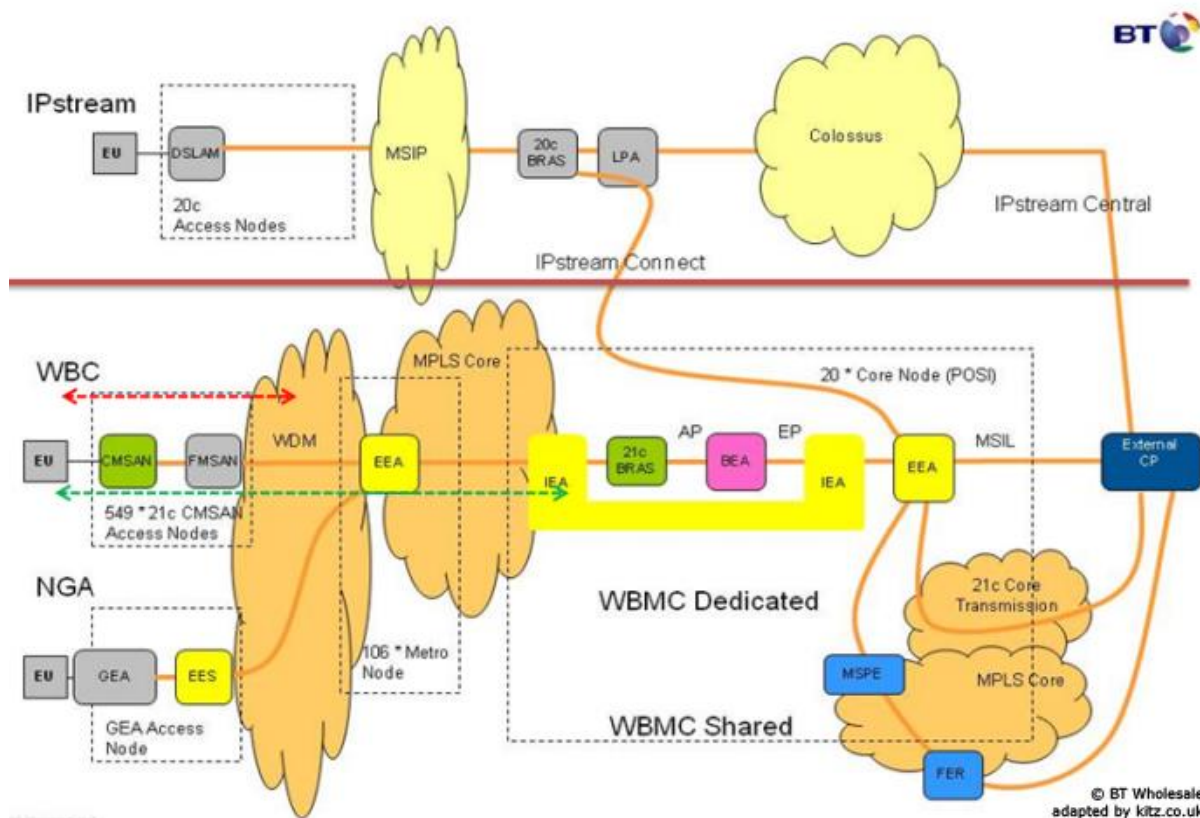 BT
IPstream
EU
DSLAM
MSIP
20c
BRAS
LPA
Colossus
20c
Access Nodes
IPstream Central
IPstream Connect
WBC
MPLS Core
20 * Core Node (POSI)
WDM
EU
CMSAN
FMSAN
EEA
IEA
21c
BRAS
AP
BEA
EP
IEA
EEA
MSIL
External
CP
549 * 21c CMSAN
Access Nodes
NGA
WBMC Dedicated
21c Core
Transmission
EU
GEA
EES
106 * Metro
Node
MSPE
MPLS Core
GEA Access
Node
WBMC Shared
FER
© BT Wholesale
adapted by kitz.co.uk